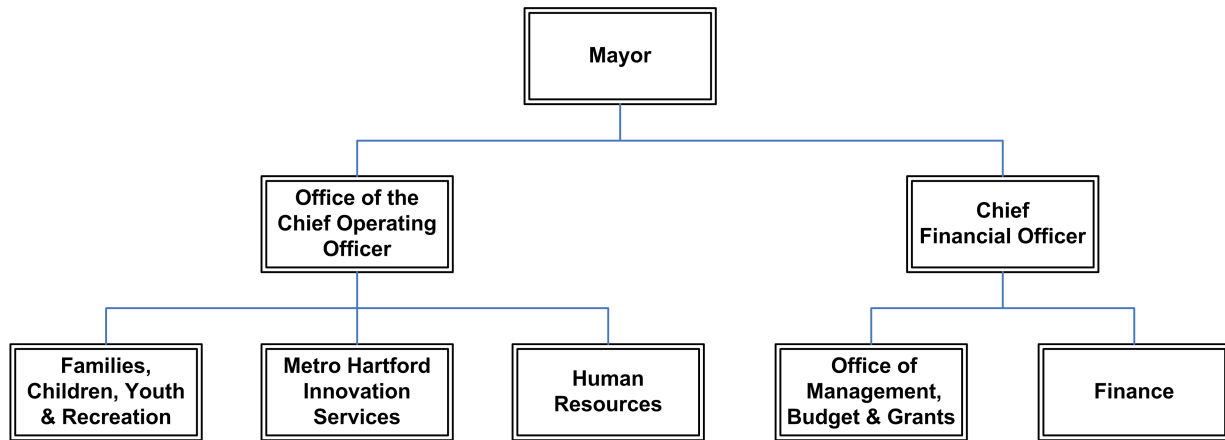 Mayor
Office of the
Chief Operating
Officer
Chief
Financial Officer
Families,
Children, Youth
& Recreation
Metro Hartford
Innovation
Services
Human
Resources
Office of
Management,
Budget & Grants
Finance